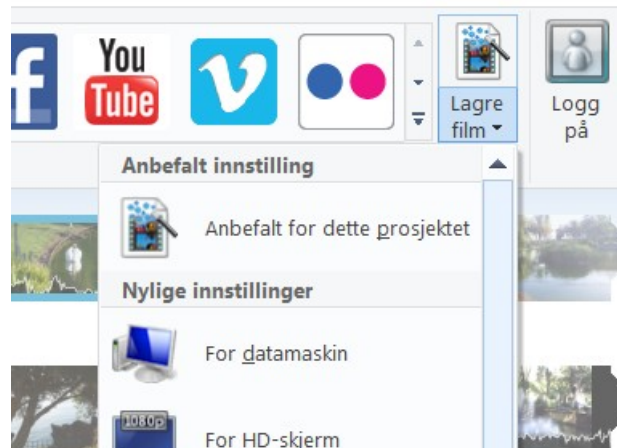 f
You
Tube
v
Lagre
film
Logg
på
Anbefalt innstilling
Anbefalt for dette prosjektet
Nylige innstillinger
For datamaskin
1080p
For HD-skjerm